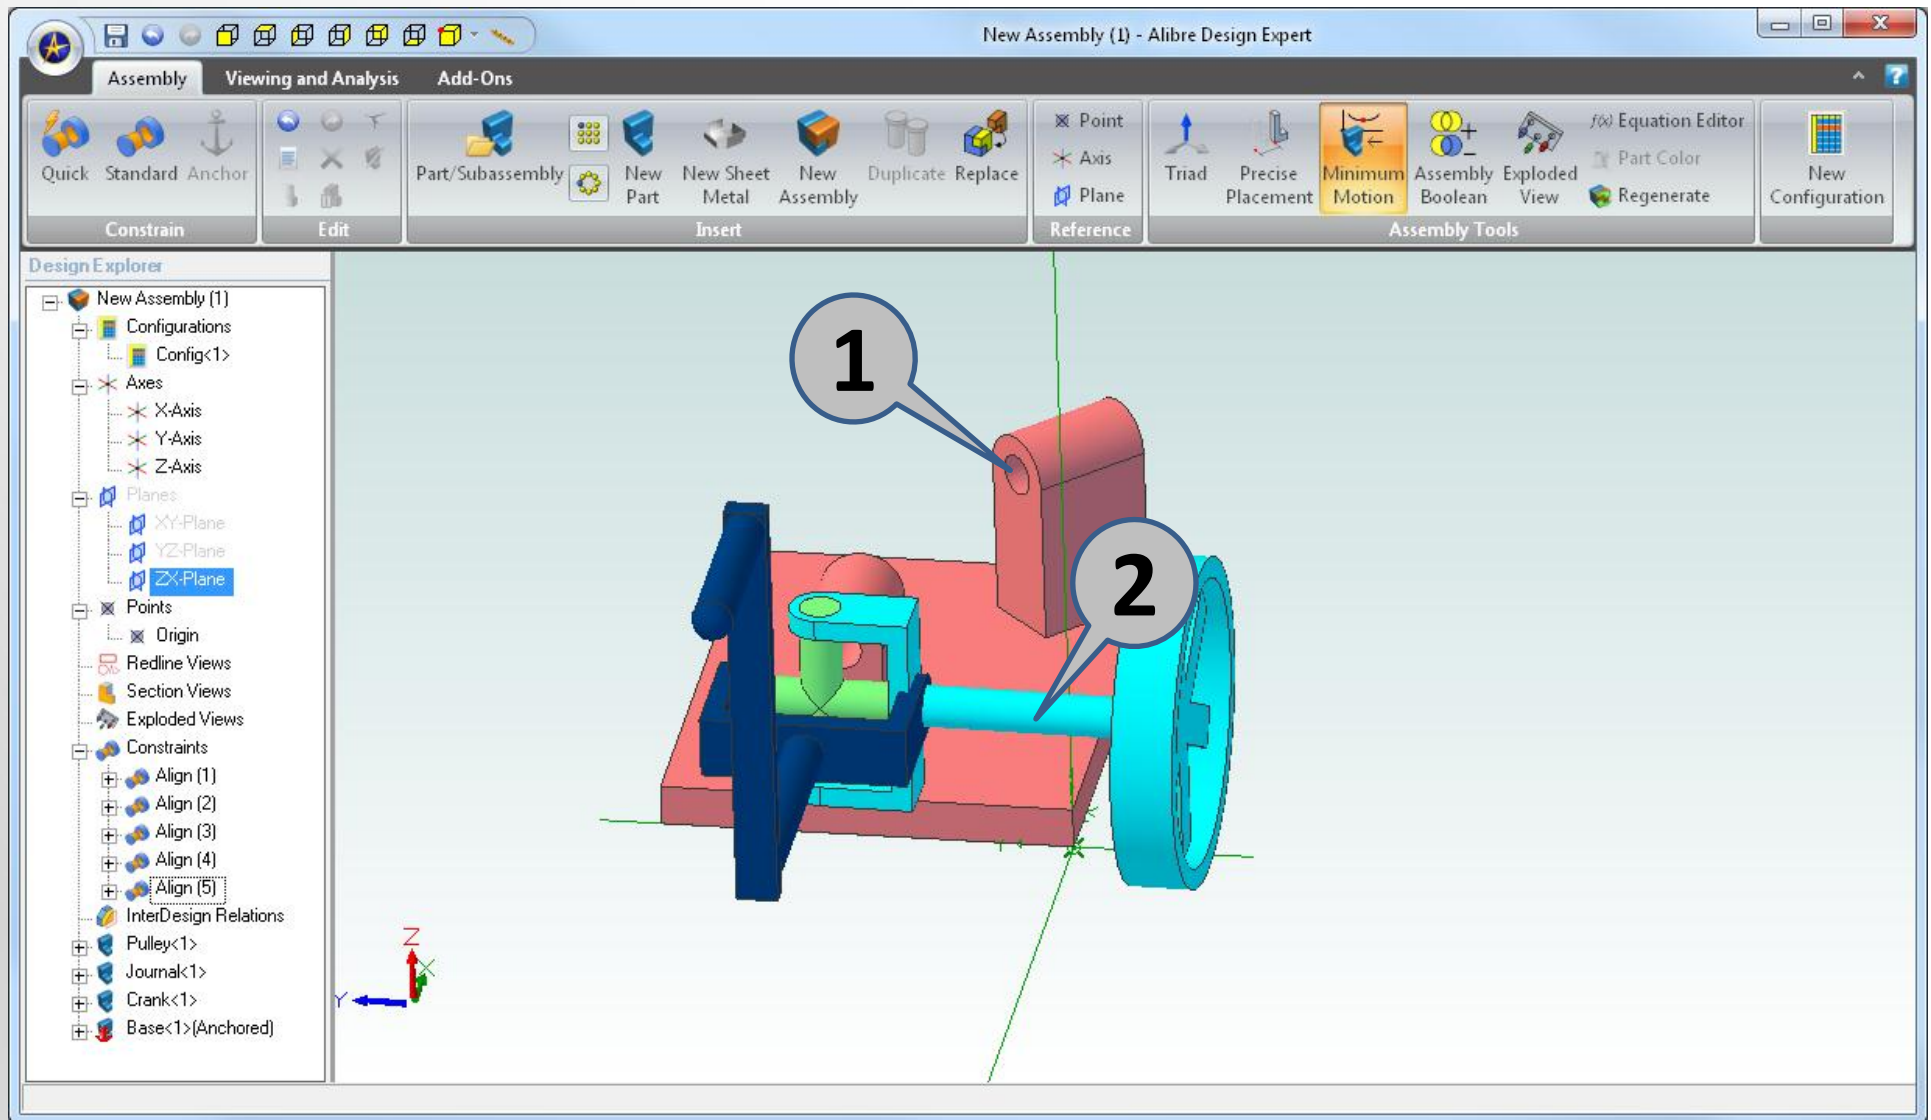 New Assembly (1) - Alibre Design Expert
Assembly Viewing and Analysis Add-Ons
Quick Standard Anchor
Constrain
Edit
Part/Subassembly New Part New Sheet Metal New Assembly Duplicate Replace
Insert
Point
Axis
Plane
Reference
Triad Precise Placement Minimum Motion Assembly Boolean Exploded View
f(x) Equation Editor
Part Color
Regenerate
Assembly Tools
New Configuration
Design Explorer
New Assembly (1)
Configurations
Config<1>
Axes
X-Axis
Y-Axis
Z-Axis
Planes
XY-Plane
YZ-Plane
ZX-Plane
Points
Origin
Redline Views
Section Views
Exploded Views
Constraints
Align (1)
Align (2)
Align (3)
Align (4)
Align (5)
InterDesign Relations
Pulley<1>
Journal<1>
Crank<1>
Base<1>(Anchored)
1
2
Z
X
Y